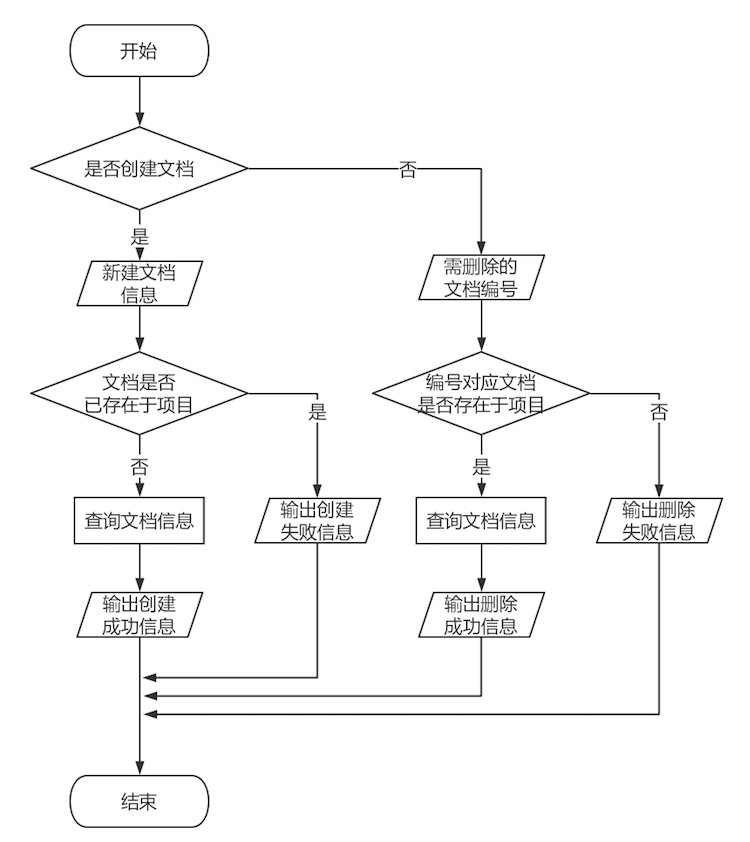 开始
是否创建文档
否
是
新建文档
信息
需删除的
文档编号
文档是否
已存在于项目
编号对应文档
是否存在于项目
是
否
否
是
查询文档信息
输出创建
失败信息
查询文档信息
输出删除
失败信息
输出创建
成功信息
输出删除
成功信息
结束